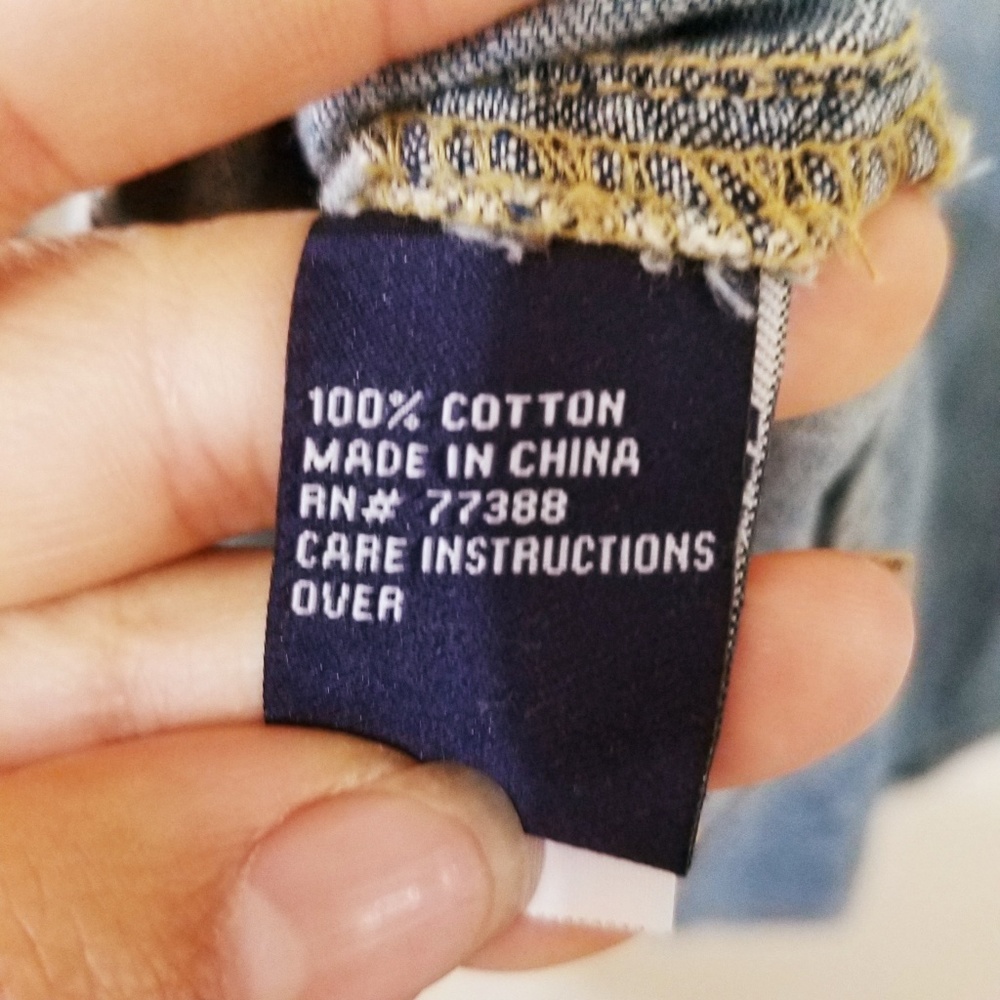 100% COTTON
MADE IN CHINA
RN# 77388
CARE INSTRUCTIONS
OVER